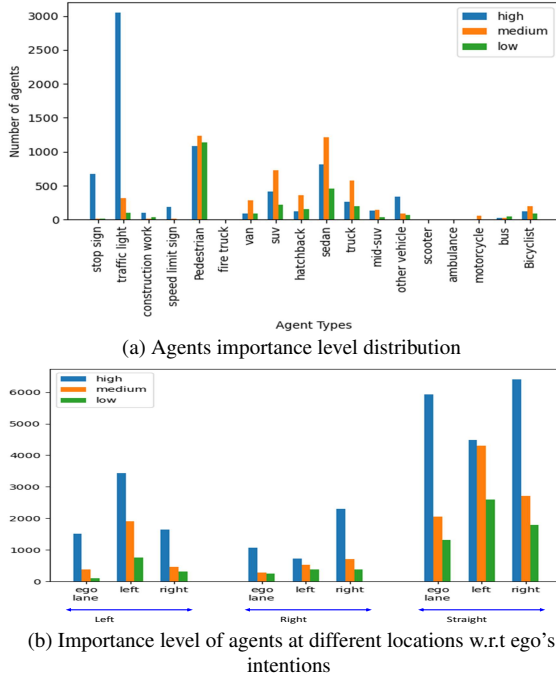 3000
2500
2000
1500
1000
500
0
Number of agents
high
medium
low
stop sign
traffic light
construction work
speed limit sign
Pedestrian
fire truck
van
suv
hatchback
sedan
truck
mid-suv
other vehicle
scooter
ambulance
motorcycle
bus
Bicyclist
Agent Types
(a) Agents importance level distribution
high
medium
low
6000
5000
4000
3000
2000
1000
0
ego
lane
left
right
ego
lane
left
right
ego
lane
left
right
Left
Right
Straight
(b) Importance level of agents at different locations w.r.t ego's
intentions